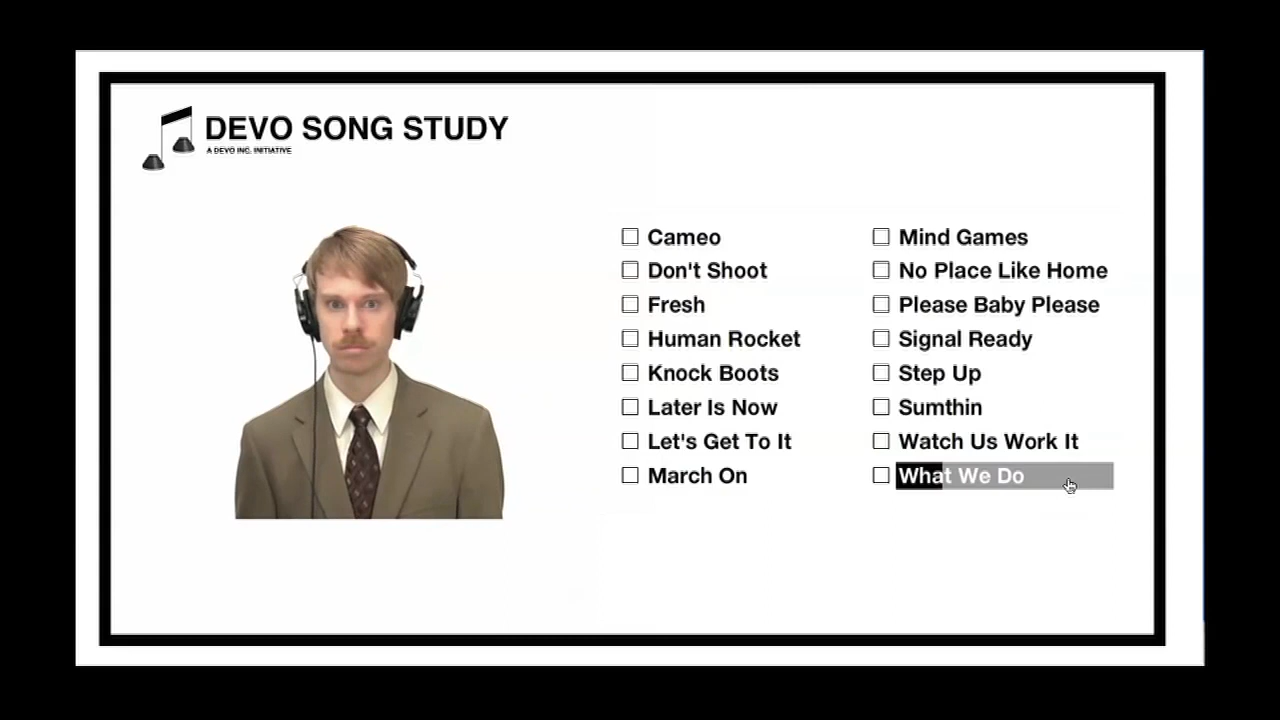 DEVO SONG STUDY
A DEVO INC. INITIATIVE
Cameo
Don't Shoot
Fresh
Human Rocket
Knock Boots
Later Is Now
Let's Get To It
March On
Mind Games
No Place Like Home
Please Baby Please
Signal Ready
Step Up
Sumthin
Watch Us Work It
What We Do